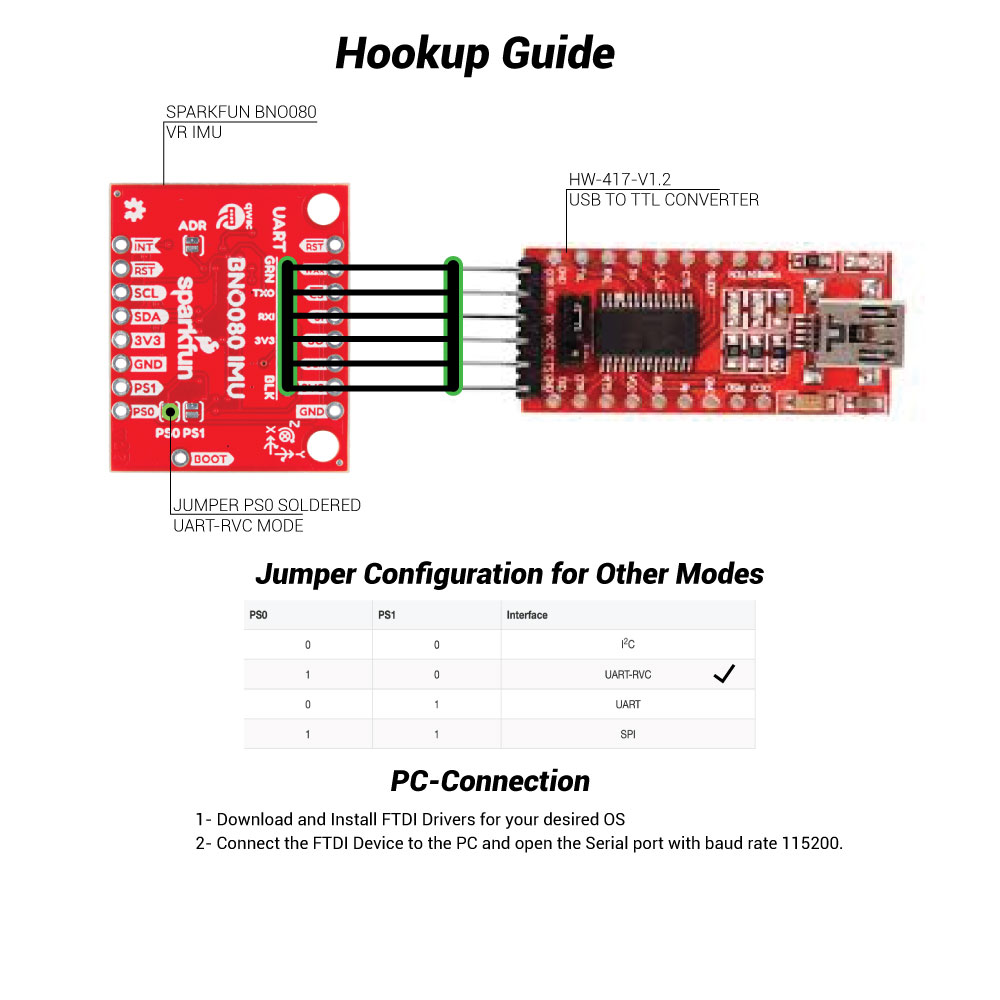 Hookup Guide
SPARKFUN BNO080
VR IMU
HW-417-V1.2
USB TO TTL CONVERTER
ADR
qwiic
UART
INT
RST
RST
GRN
SCL
TXO
SDA
RXI
3V3
3V3
GND
PS1
BLK
PS0
GND
sparkfun
BNO080 IMU
PS0 PS1
X
Z
Y
BOOT
JUMPER PS0 SOLDERED
UART-RVC MODE
Jumper Configuration for Other Modes
PS0 PS1 Interface
0 0 I²C
1 0 UART-RVC
0 1 UART
1 1 SPI
PC-Connection
1- Download and Install FTDI Drivers for your desired OS
2- Connect the FTDI Device to the PC and open the Serial port with baud rate 115200.